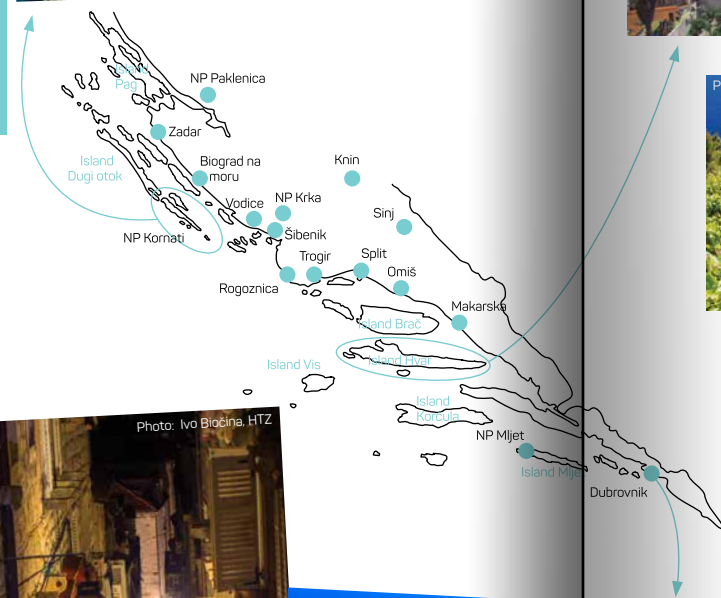 Island
Pag
NP Paklenica
Zadar
Island
Dugi otok
Biograd na
moru
Knin
Vodice
NP Krka
Sinj
NP Kornati
Šibenik
Trogir
Split
Rogoznica
Omiš
Makarska
Island Brač
Island Hvar
Island Vis
Island
Korčula
NP Mljet
Island Mljet
Dubrovnik
Photo: Ivo Biočina, HTZ
P